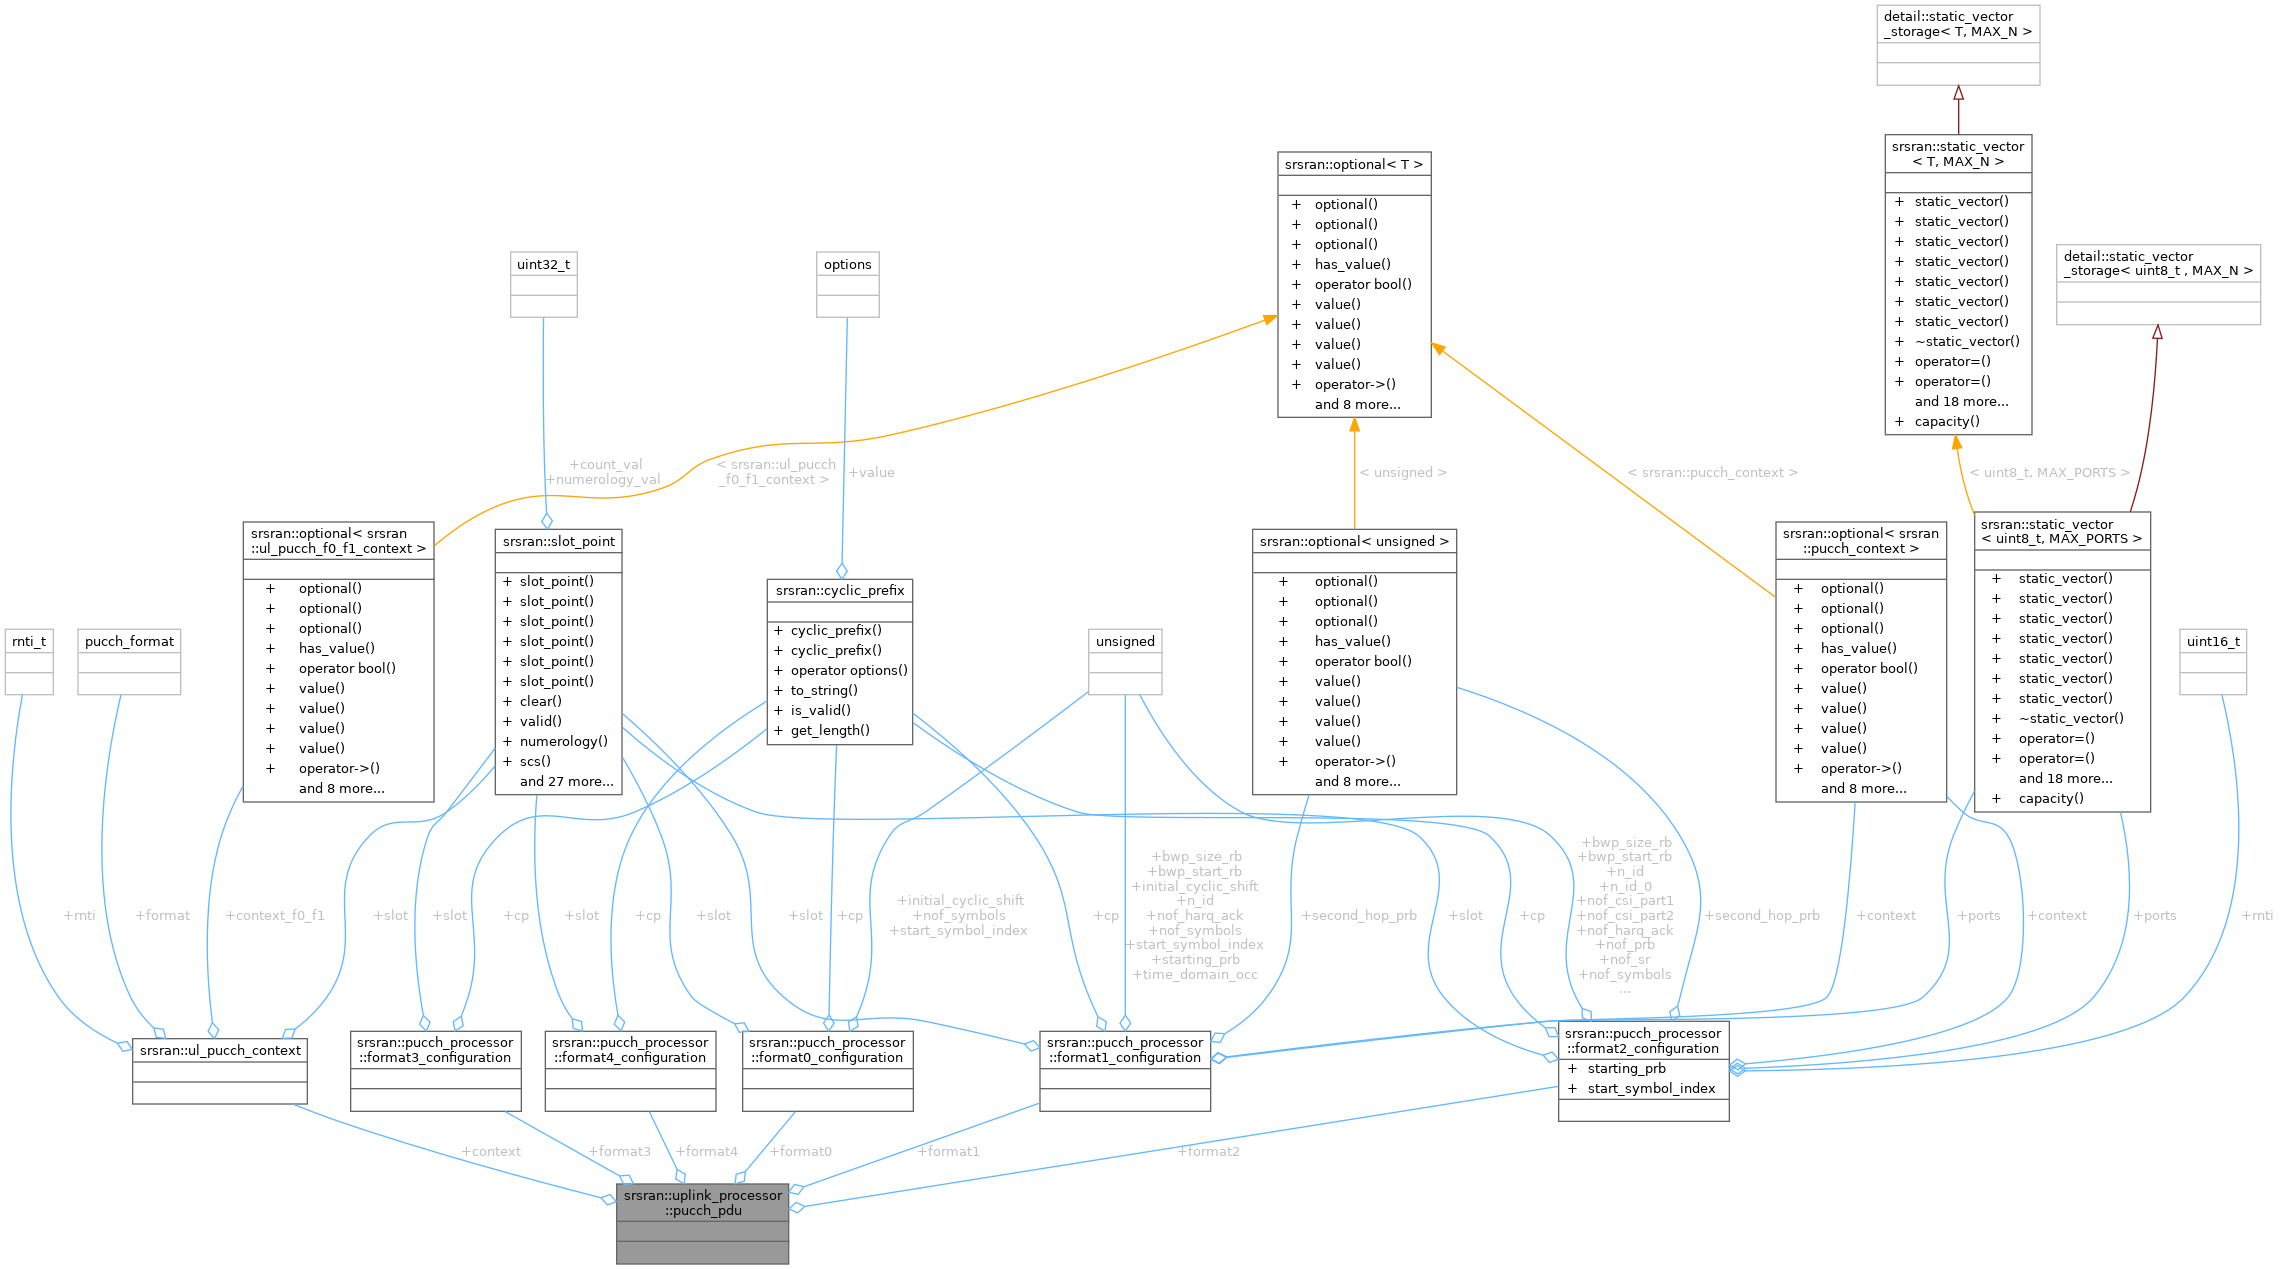 detail::static_vector
_storage< T, MAX_N >
srsran::static_vector
< T, MAX_N >
+ static_vector()
+ static_vector()
+ static_vector()
+ static_vector()
+ static_vector()
+ static_vector()
+ static_vector()
+ ~static_vector()
+ operator=()
+ operator=()
and 18 more...
+ capacity()
srsran::optional< T >
+ optional()
+ optional()
+ optional()
+ has_value()
+ operator bool()
+ value()
+ value()
+ value()
+ value()
+ operator->()
and 8 more...
detail::static_vector
_storage< uint8_t , MAX_N >
uint32_t
options
+count_val
+numerology_val
< srsran::ul_pucch
_f0_f1_context >
+value
< unsigned >
< srsran::pucch_context >
< uint8_t, MAX_PORTS >
rnti_t
pucch_format
srsran::optional< srsran
::ul_pucch_f0_f1_context >
+ optional()
+ optional()
+ optional()
+ has_value()
+ operator bool()
+ value()
+ value()
+ value()
+ value()
+ operator->()
and 8 more...
srsran::slot_point
+ slot_point()
+ slot_point()
+ slot_point()
+ slot_point()
+ slot_point()
+ slot_point()
+ clear()
+ valid()
+ numerology()
+ scs()
and 27 more...
srsran::cyclic_prefix
+ cyclic_prefix()
+ cyclic_prefix()
+ operator options()
+ to_string()
+ is_valid()
+ get_length()
unsigned
srsran::optional< unsigned >
+ optional()
+ optional()
+ optional()
+ has_value()
+ operator bool()
+ value()
+ value()
+ value()
+ value()
+ operator->()
and 8 more...
srsran::optional< srsran
::pucch_context >
+ optional()
+ optional()
+ optional()
+ has_value()
+ operator bool()
+ value()
+ value()
+ value()
+ value()
+ operator->()
and 8 more...
srsran::static_vector
< uint8_t, MAX_PORTS >
+ static_vector()
+ static_vector()
+ static_vector()
+ static_vector()
+ static_vector()
+ static_vector()
+ static_vector()
+ ~static_vector()
+ operator=()
+ operator=()
and 18 more...
+ capacity()
uint16_t
+rnti
+format
+context_f0_f1
+slot
+slot
+cp
+slot
+cp
+slot
+slot
+cp
+initial_cyclic_shift
+nof_symbols
+start_symbol_index
+cp
+bwp_size_rb
+bwp_start_rb
+initial_cyclic_shift
+n_id
+nof_harq_ack
+nof_symbols
+start_symbol_index
+starting_prb
+time_domain_occ
+second_hop_prb
+slot
+cp
+bwp_size_rb
+bwp_start_rb
+n_id
+n_id_0
+nof_csi_part1
+nof_csi_part2
+nof_harq_ack
+nof_prb
+nof_sr
+nof_symbols
...
+second_hop_prb
+context
+ports
+context
+ports
+rnti
srsran::ul_pucch_context
srsran::pucch_processor
::format3_configuration
srsran::pucch_processor
::format4_configuration
srsran::pucch_processor
::format0_configuration
srsran::pucch_processor
::format1_configuration
srsran::pucch_processor
::format2_configuration
+ starting_prb
+ start_symbol_index
+context
+format3
+format4
+format0
+format1
+format2
srsran::uplink_processor
::pucch_pdu